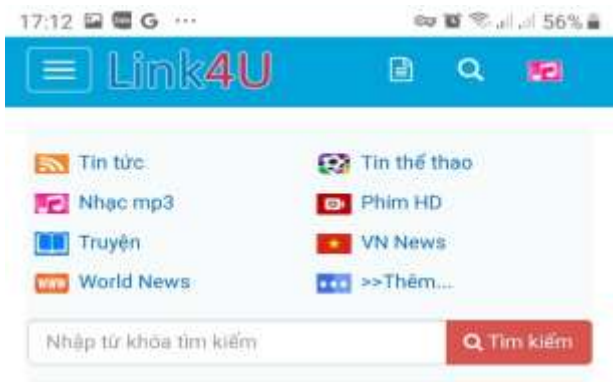 17:12 G ... 56%
Link4U
Tin tức
Tin thể thao
Nhạc mp3
Phim HD
Truyện
VN News
World News
>>Thêm...
Nhập từ khóa tìm kiếm
Tìm kiếm